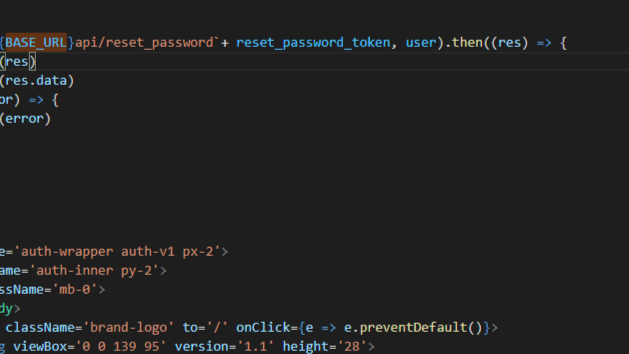 {BASE_URL}api/reset_password`+ reset_password_token, user).then((res) => {
(res)
(res.data)
or) => {
(error)
e='auth-wrapper auth-v1 px-2'>
ame='auth-inner py-2'>
ssName='mb-0'>
dy>
className='brand-logo' to='/' onClick={e => e.preventDefault()}>
g viewBox='0 0 139 95' version='1.1' height='28'>